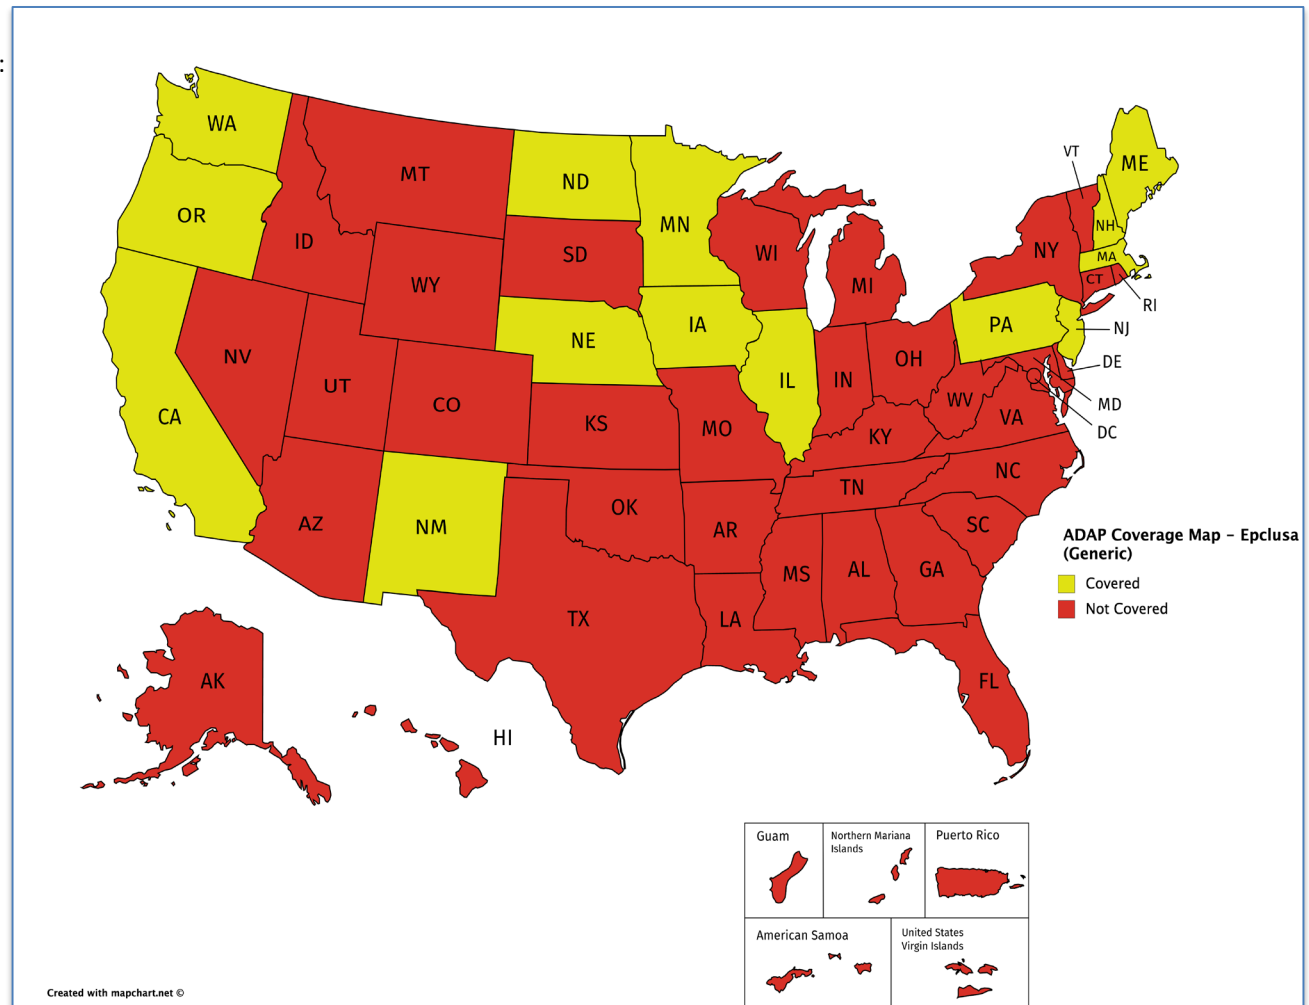 :
WA
MT
ND
MN
VT
ME
OR
ID
SD
WI
NY
NH
MA
WY
MI
CT
RI
NE
IA
PA
NJ
NV
UT
CO
IL
IN
OH
DE
CA
KS
MO
WV
VA
MD
KY
DC
AZ
NM
OK
TN
NC
AR
SC
ADAP Coverage Map – Epclusa
(Generic)
Covered
Not Covered
TX
LA
MS
AL
GA
AK
HI
FL
Guam
Northern Mariana
Islands
Puerto Rico
American Samoa
United States
Virgin Islands
Created with mapchart.net ©